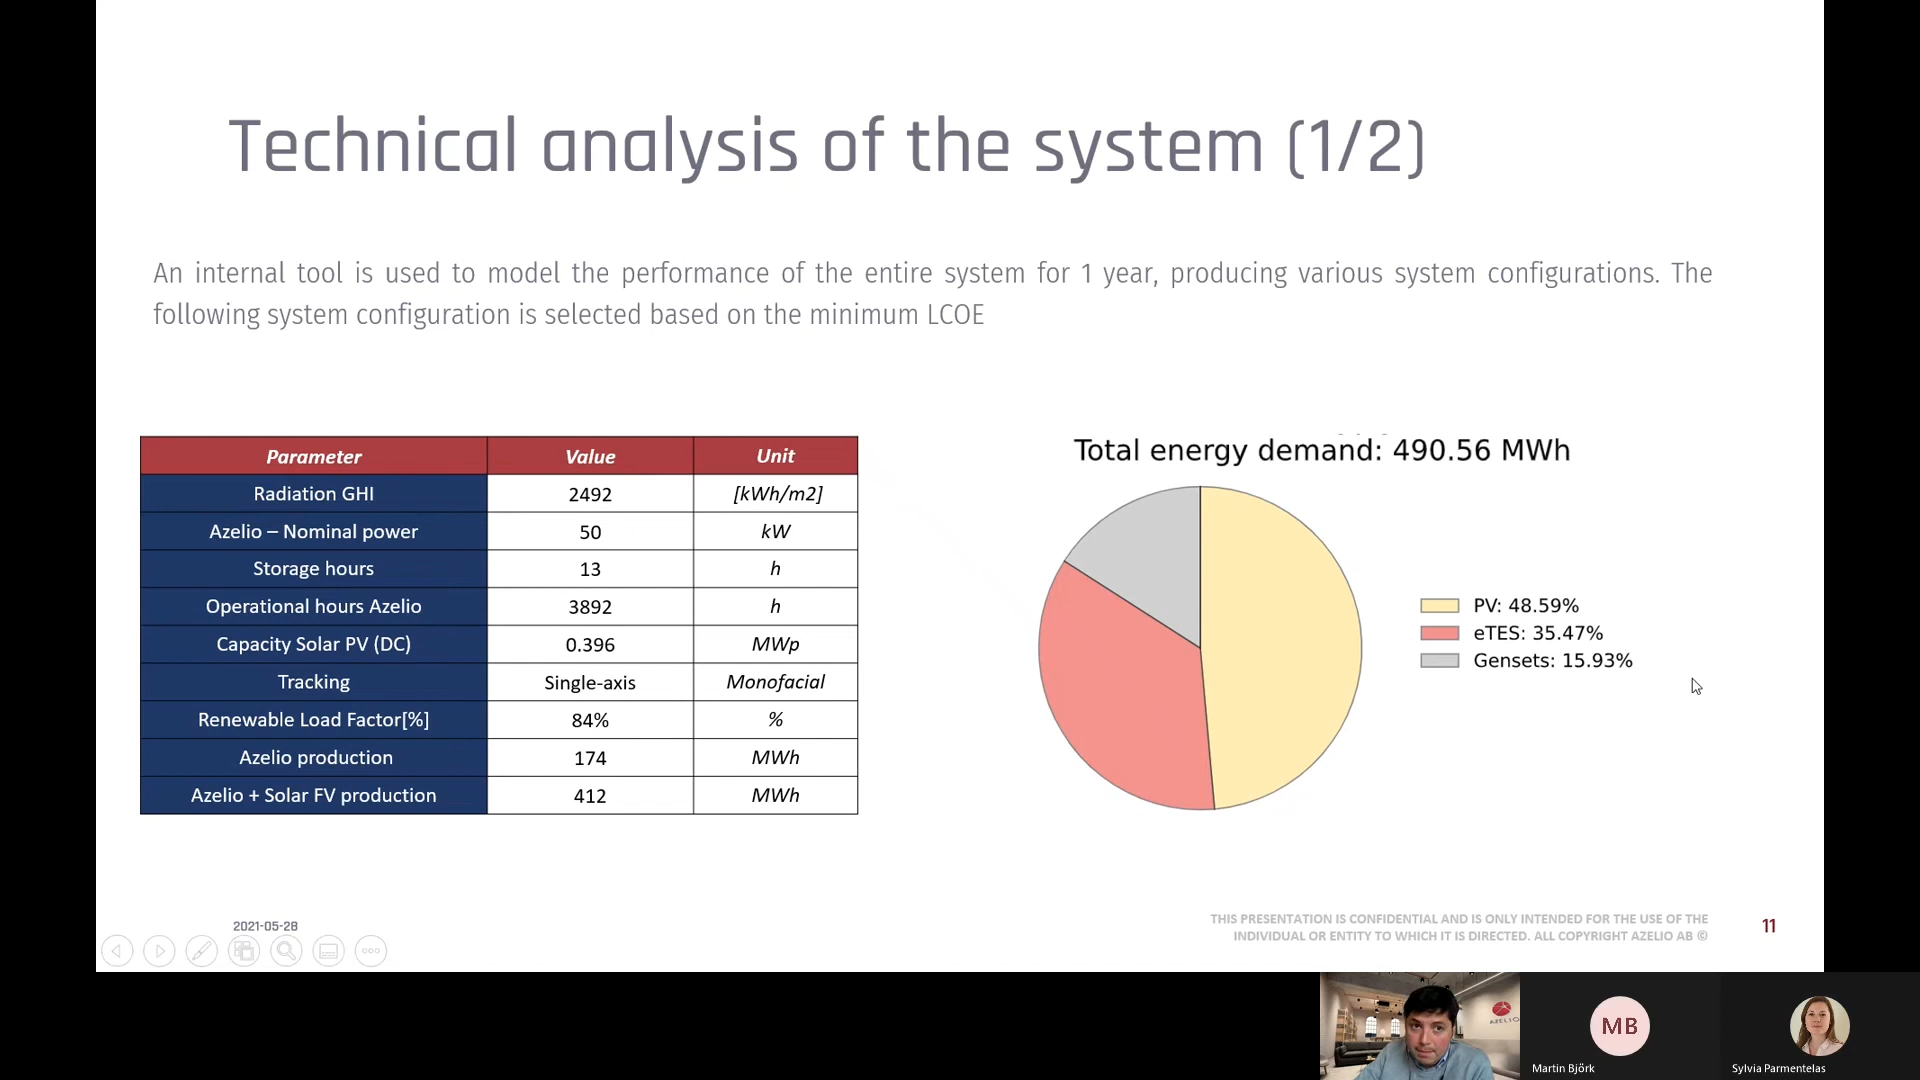 Technical analysis of the system (1/2)
An internal tool is used to model the performance of the entire system for 1 year, producing various system configurations. The
following system configuration is selected based on the minimum LCOE
Parameter Value Unit
Radiation GHI 2492 [kWh/m2]
Azelio – Nominal power 50 kW
Storage hours 13 h
Operational hours Azelio 3892 h
Capacity Solar PV (DC) 0.396 MWp
Tracking Single-axis Monofacial
Renewable Load Factor[%] 84% %
Azelio production 174 MWh
Azelio + Solar FV production 412 MWh
Total energy demand: 490.56 MWh
PV: 48.59%
eTES: 35.47%
Gensets: 15.93%
2021-05-28
THIS PRESENTATION IS CONFIDENTIAL AND IS ONLY INTENDED FOR THE USE OF THE
INDIVIDUAL OR ENTITY TO WHICH IT IS DIRECTED. ALL COPYRIGHT AZELIO AB ©
11
AZELIO
MB
Martin Björk
Sylvia Parmentelas